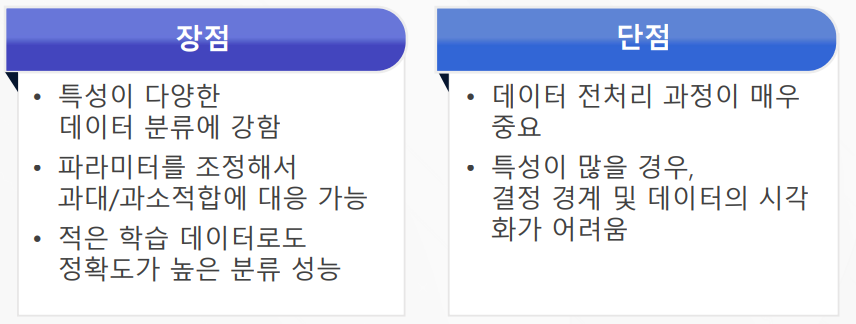 장점
• 특성이 다양한
데이터 분류에 강함
• 파라미터를 조정해서
과대/과소적합에 대응 가능
• 적은 학습 데이터로도
정확도가 높은 분류 성능
단점
• 데이터 전처리 과정이 매우
중요
• 특성이 많을 경우,
결정 경계 및 데이터의 시각
화가 어려움